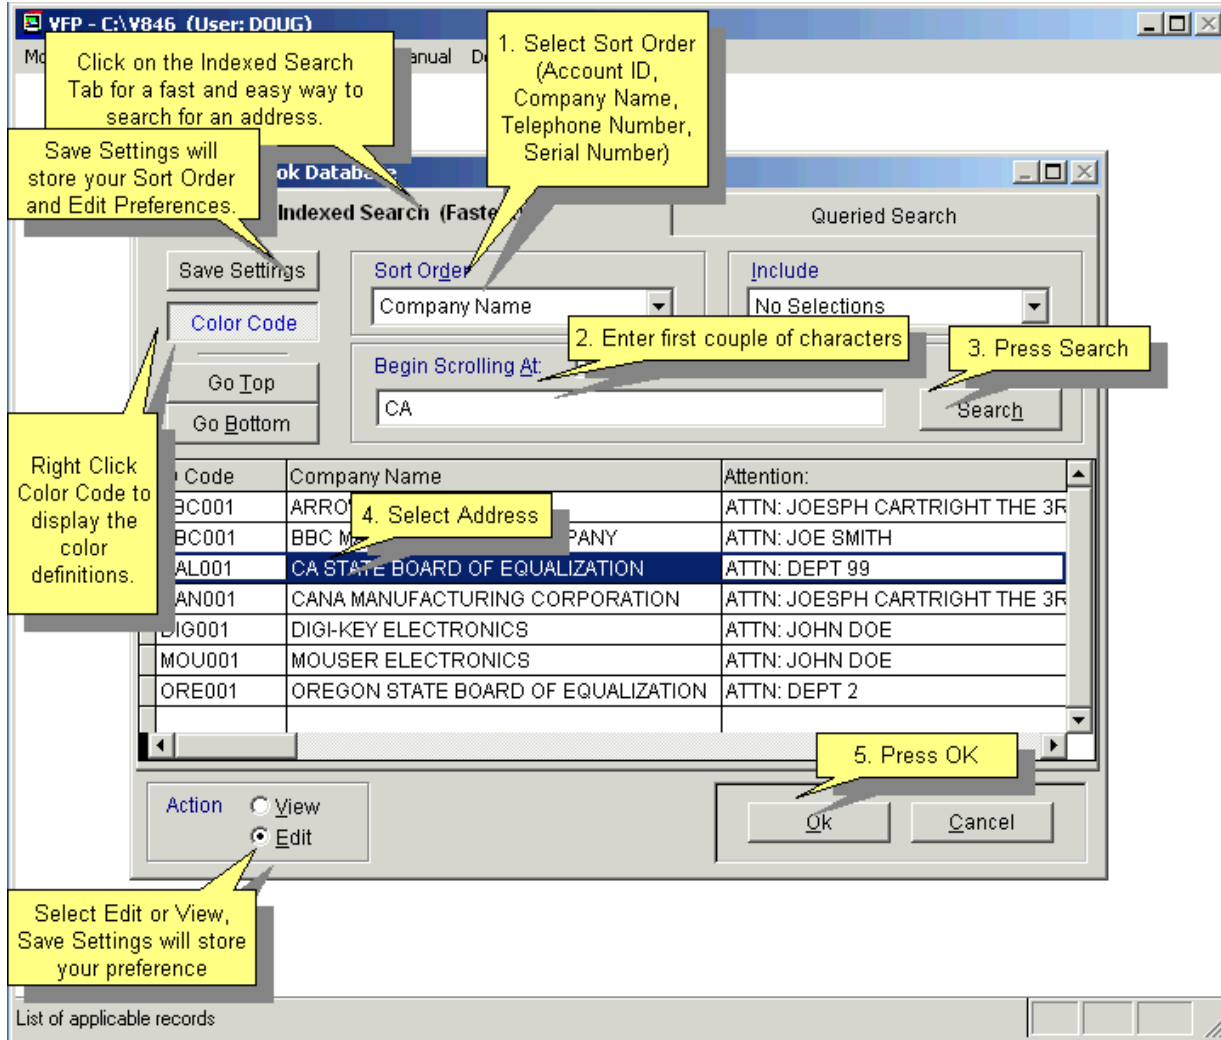 VFP - C:\V846 (User: DOUG)
Click on the Indexed Search
Tab for a fast and easy way to
search for an address.
1. Select Sort Order
(Account ID,
Company Name,
Telephone Number,
Serial Number)
Save Settings will
store your Sort Order
and Edit Preferences.
Database
Indexed Search
Queried Search
Save Settings
Color Code
Go Top
Go Bottom
Sort Order
Company Name
Include
No Selections
2. Enter first couple of characters
Begin Scrolling At:
CA
3. Press Search
Search
Right Click
Color Code to
display the
color
definitions.
Code Company Name Attention:
ATTN: JOESPH CARTRIGHT THE 3R
4. Select Address
BBC ATTN: JOE SMITH
CA STATE BOARD OF EQUALIZATION ATTN: DEPT 99
CANA MANUFACTURING CORPORATION ATTN: JOESPH CARTRIGHT THE 3R
DIG001 DIGI-KEY ELECTRONICS ATTN: JOHN DOE
MOU001 MOUSER ELECTRONICS ATTN: JOHN DOE
ORE001 OREGON STATE BOARD OF EQUALIZATION ATTN: DEPT 2
5. Press OK
Action
View
Edit
Ok
Cancel
Select Edit or View,
Save Settings will store
your preference
List of applicable records